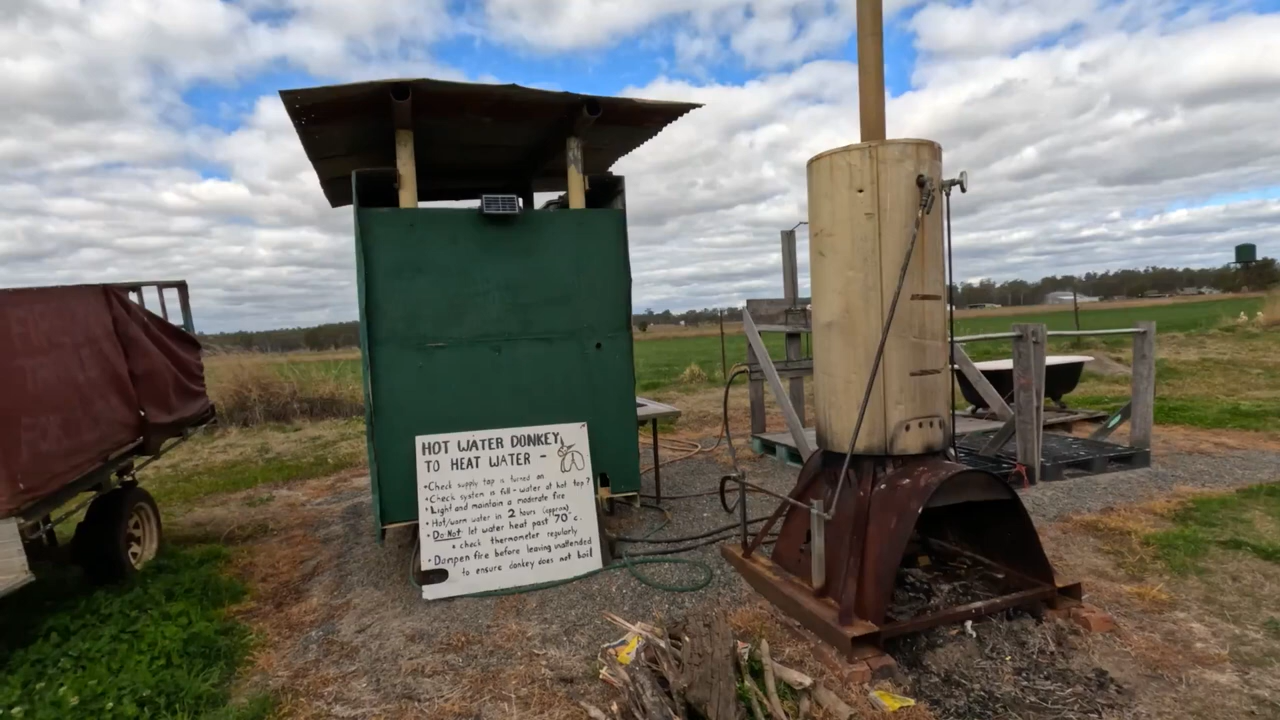 HOT WATER DONKEY
TO HEAT WATER -
• Check supply tap is turned on
• Check system is full - water at hot tap?
• Light and maintain a moderate fire
• Hot/warm water in 2 hours (approx)
• Do Not let water heat past 70°c.
• check thermometer regularly
• Dampen fire before leaving unattended
to ensure donkey does not boil